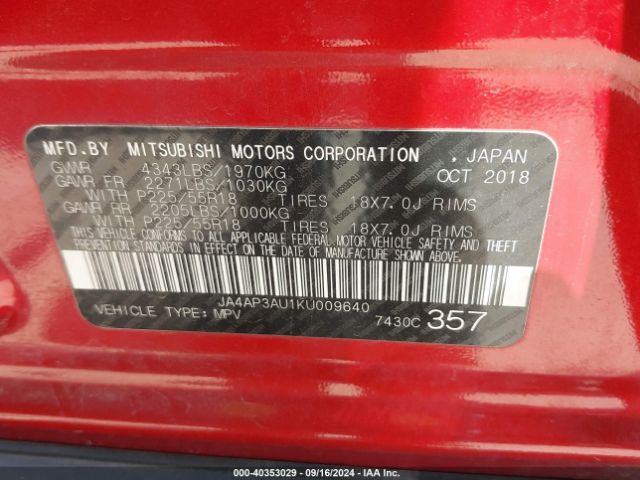 MFD.BY MITSUBISHI MOTORS CORPORATION , JAPAN
GVWR 4343LBS/1970KG OCT 2018
GAWR FR 2271LBS/1030KG
WITH P225/55R18 TIRES 18X7.0J RIMS
GAWR RR 2205LBS/1000KG
WITH P225/55R18 TIRES 18X7.0J RIMS
THIS VEHICLE CONFORMS TO ALL APPLICABLE FEDERAL MOTOR VEHICLE SAFETY AND THEFT
PREVENTION STANDARDS IN EFFECT ON THE DATE OF MANUFACTURE SHOWN ABOVE.
JA4AP3AU1KU009640
VEHICLE TYPE: MPV 7430C 357
000-40353029 - 09/16/2024 - IAA Inc.